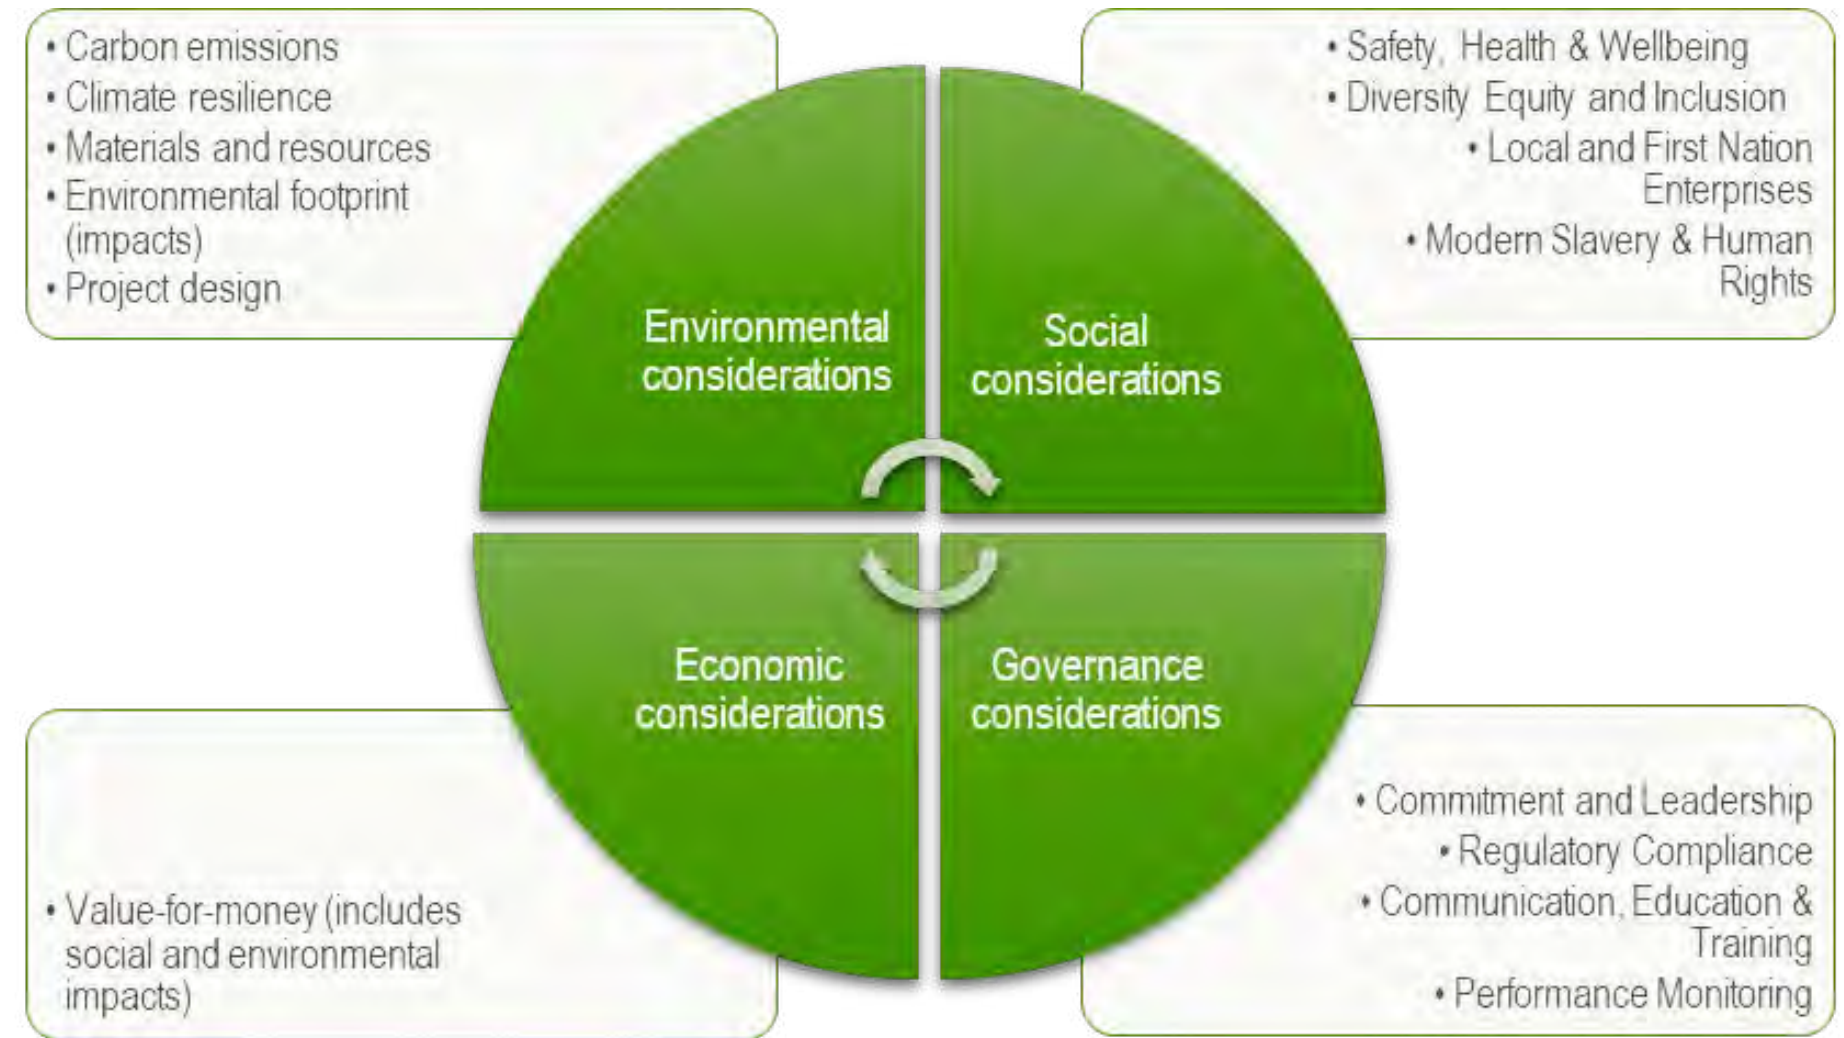 • Carbon emissions
• Climate resilience
• Materials and resources
• Environmental footprint
(impacts)
• Project design
• Safety, Health & Wellbeing
• Diversity Equity and Inclusion
• Local and First Nation
Enterprises
• Modern Slavery & Human
Rights
Environmental
considerations
Social
considerations
Economic
considerations
Governance
considerations
• Value-for-money (includes
social and environmental
impacts)
• Commitment and Leadership
• Regulatory Compliance
• Communication, Education &
Training
• Performance Monitoring